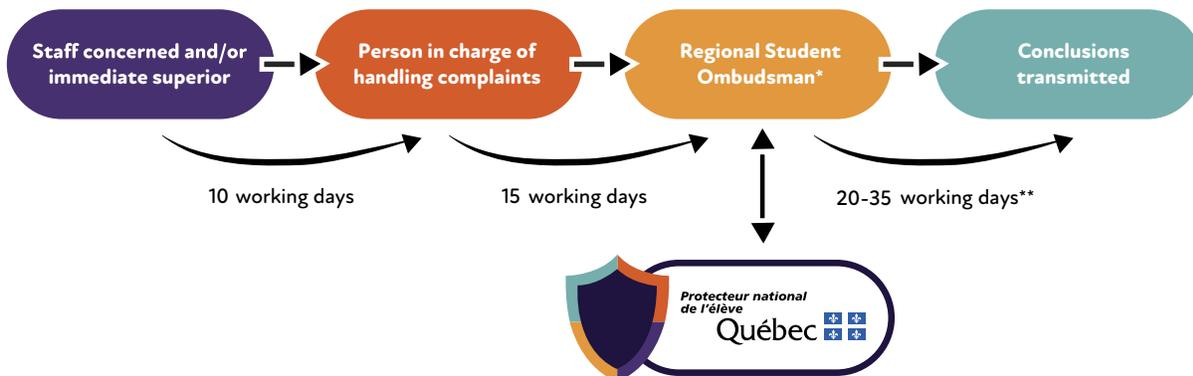 Staff concerned and/or
immediate superior
Person in charge of
handling complaints
Regional Student
Ombudsman*
Conclusions
transmitted
10 working days
15 working days
20-35 working days**
Protecteur national
de l'élève
Québec